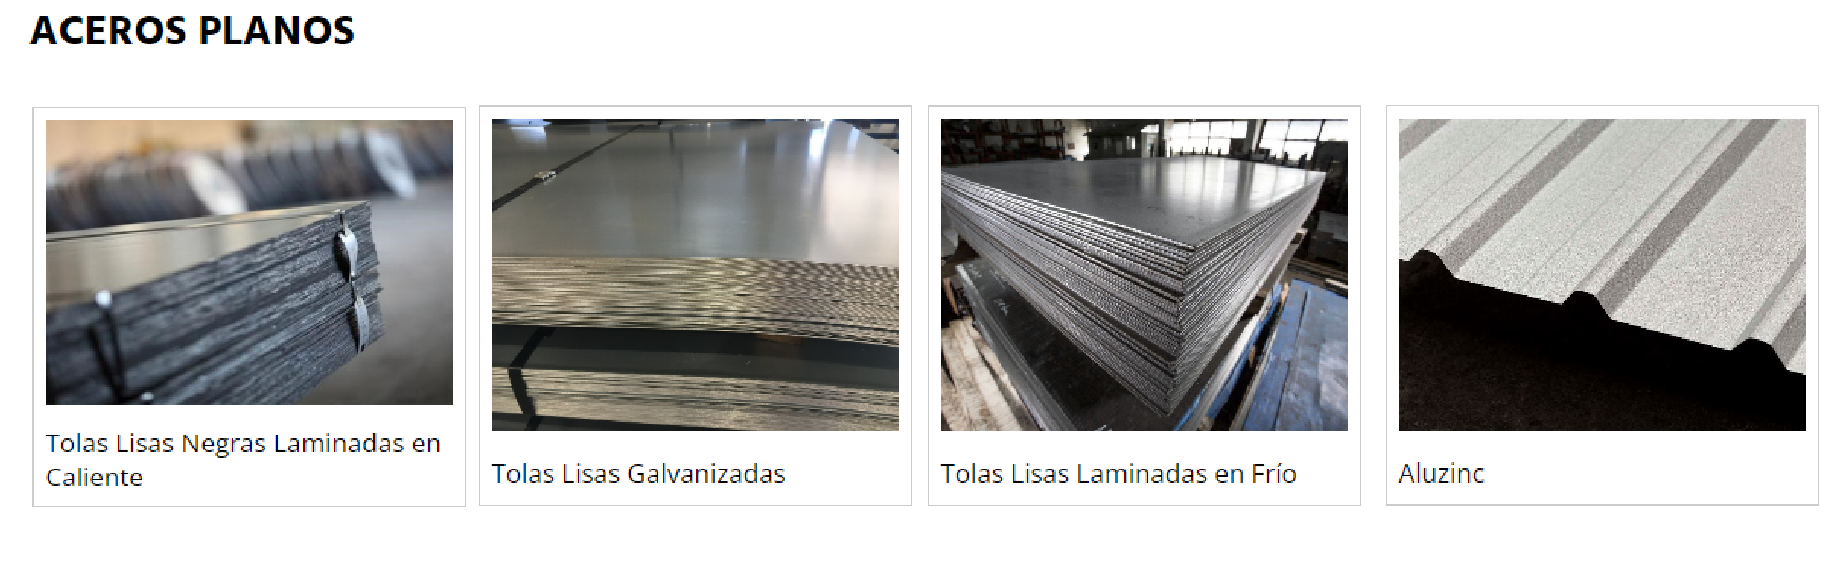 ACEROS PLANOS
Tolas Lisas Negras Laminadas en
Caliente
Tolas Lisas Galvanizadas
Tolas Lisas Laminadas en Frío
Aluzinc